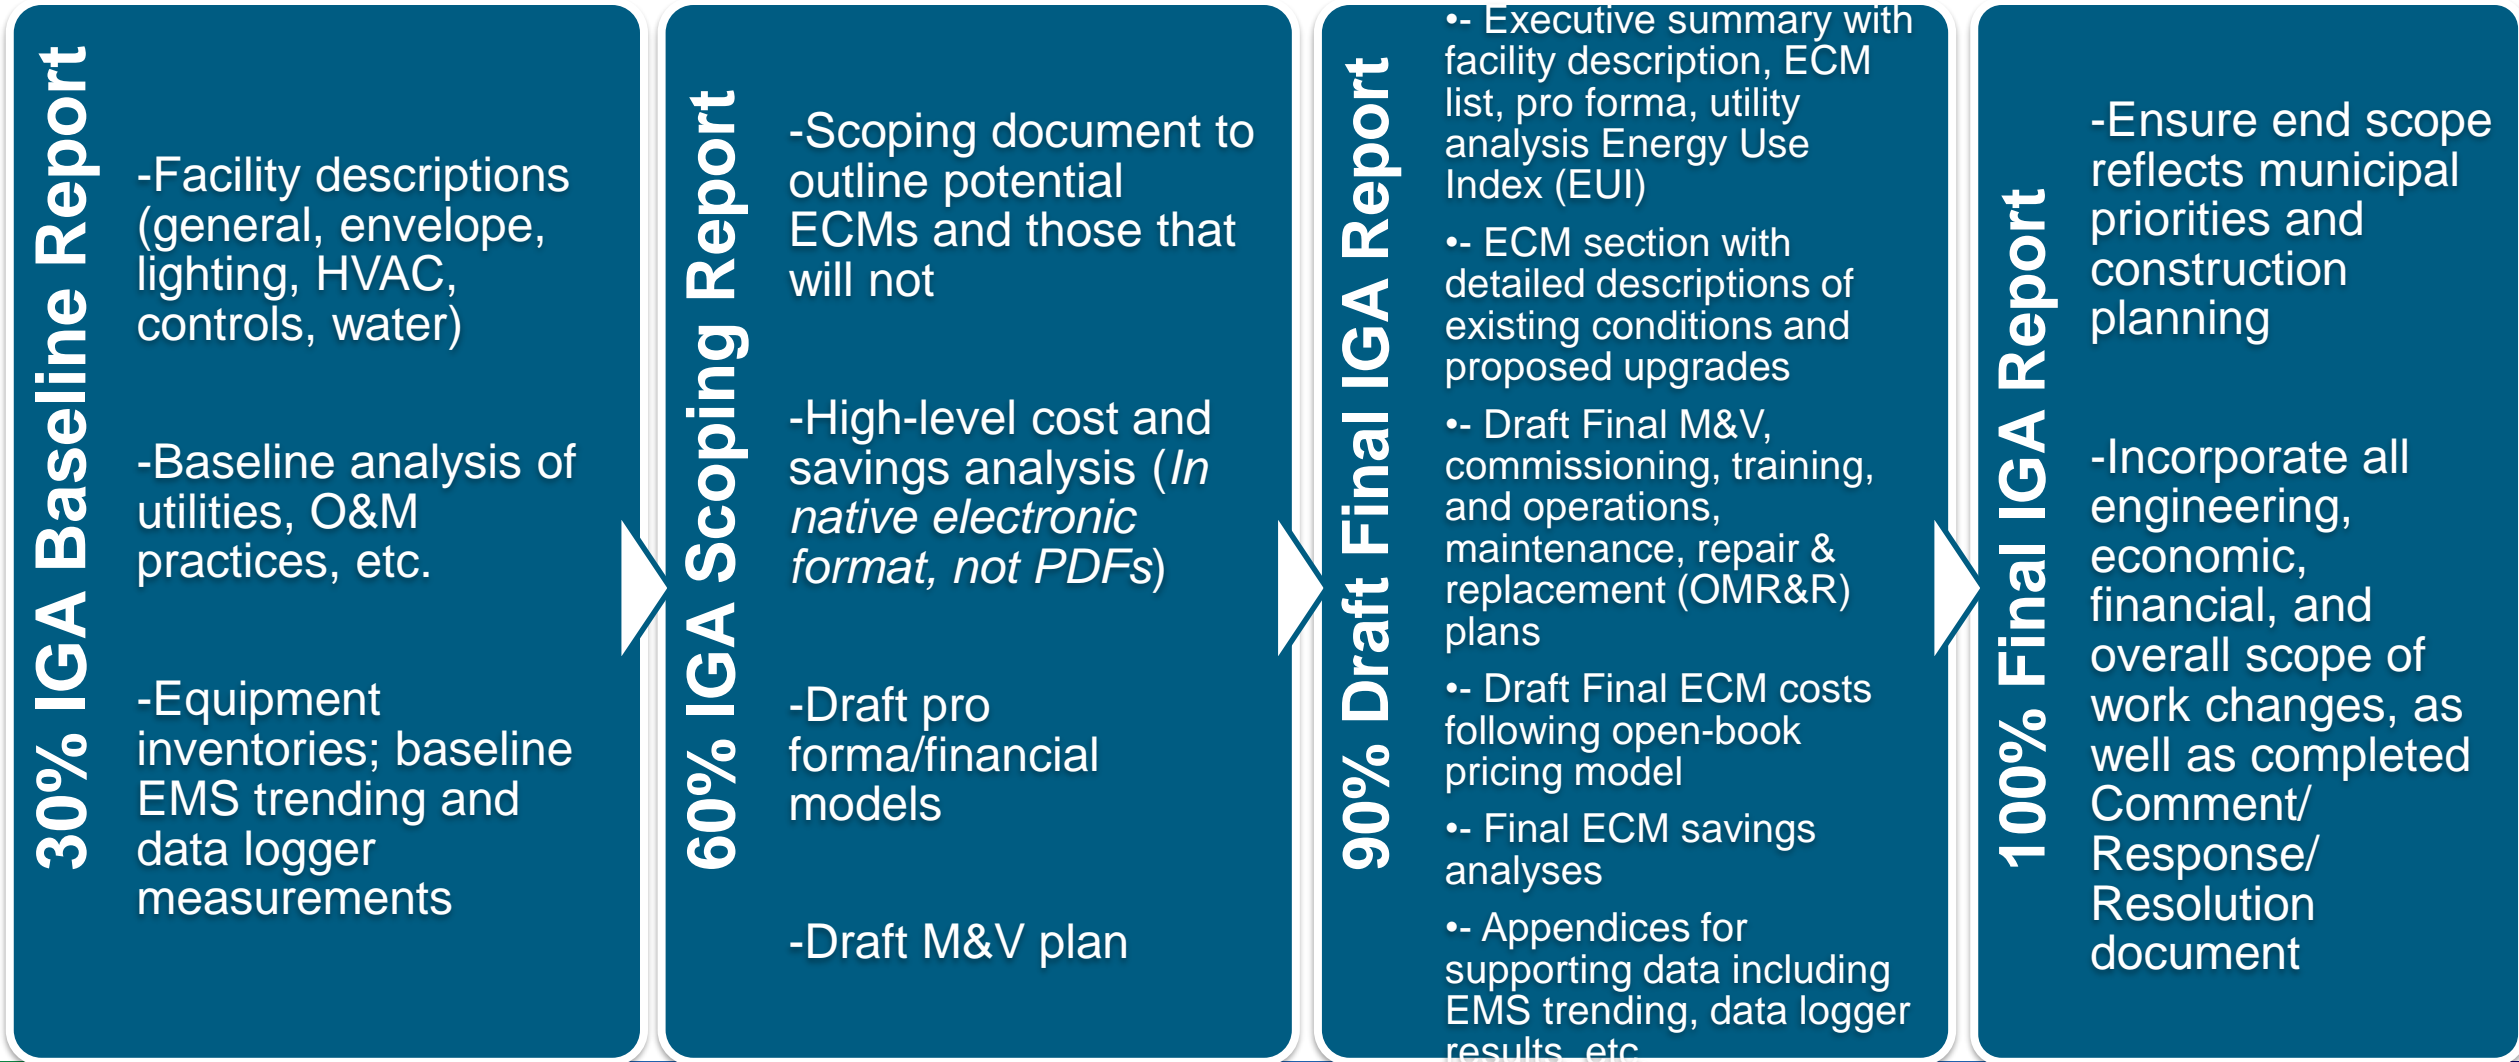 30% IGA Baseline Report
-Facility descriptions
(general, envelope,
lighting, HVAC,
controls, water)
-Baseline analysis of
utilities, O&M
practices, etc.
-Equipment
inventories; baseline
EMS trending and
data logger
measurements
60% IGA Scoping Report
-Scoping document to
outline potential
ECMs and those that
will not
-High-level cost and
savings analysis (In
native electronic
format, not PDFs)
-Draft pro
forma/financial
models
-Draft M&V plan
90% Draft Final IGA Report
•- Executive summary with
facility description, ECM
list, pro forma, utility
analysis Energy Use
Index (EUI)
•- ECM section with
detailed descriptions of
existing conditions and
proposed upgrades
•- Draft Final M&V,
commissioning, training,
and operations,
maintenance, repair &
replacement (OMR&R)
plans
•- Draft Final ECM costs
following open-book
pricing model
•- Final ECM savings
analyses
•- Appendices for
supporting data including
EMS trending, data logger
results, etc
100% Final IGA Report
-Ensure end scope
reflects municipal
priorities and
construction
planning
-Incorporate all
engineering,
economic,
financial, and
overall scope of
work changes, as
well as completed
Comment/
Response/
Resolution
document